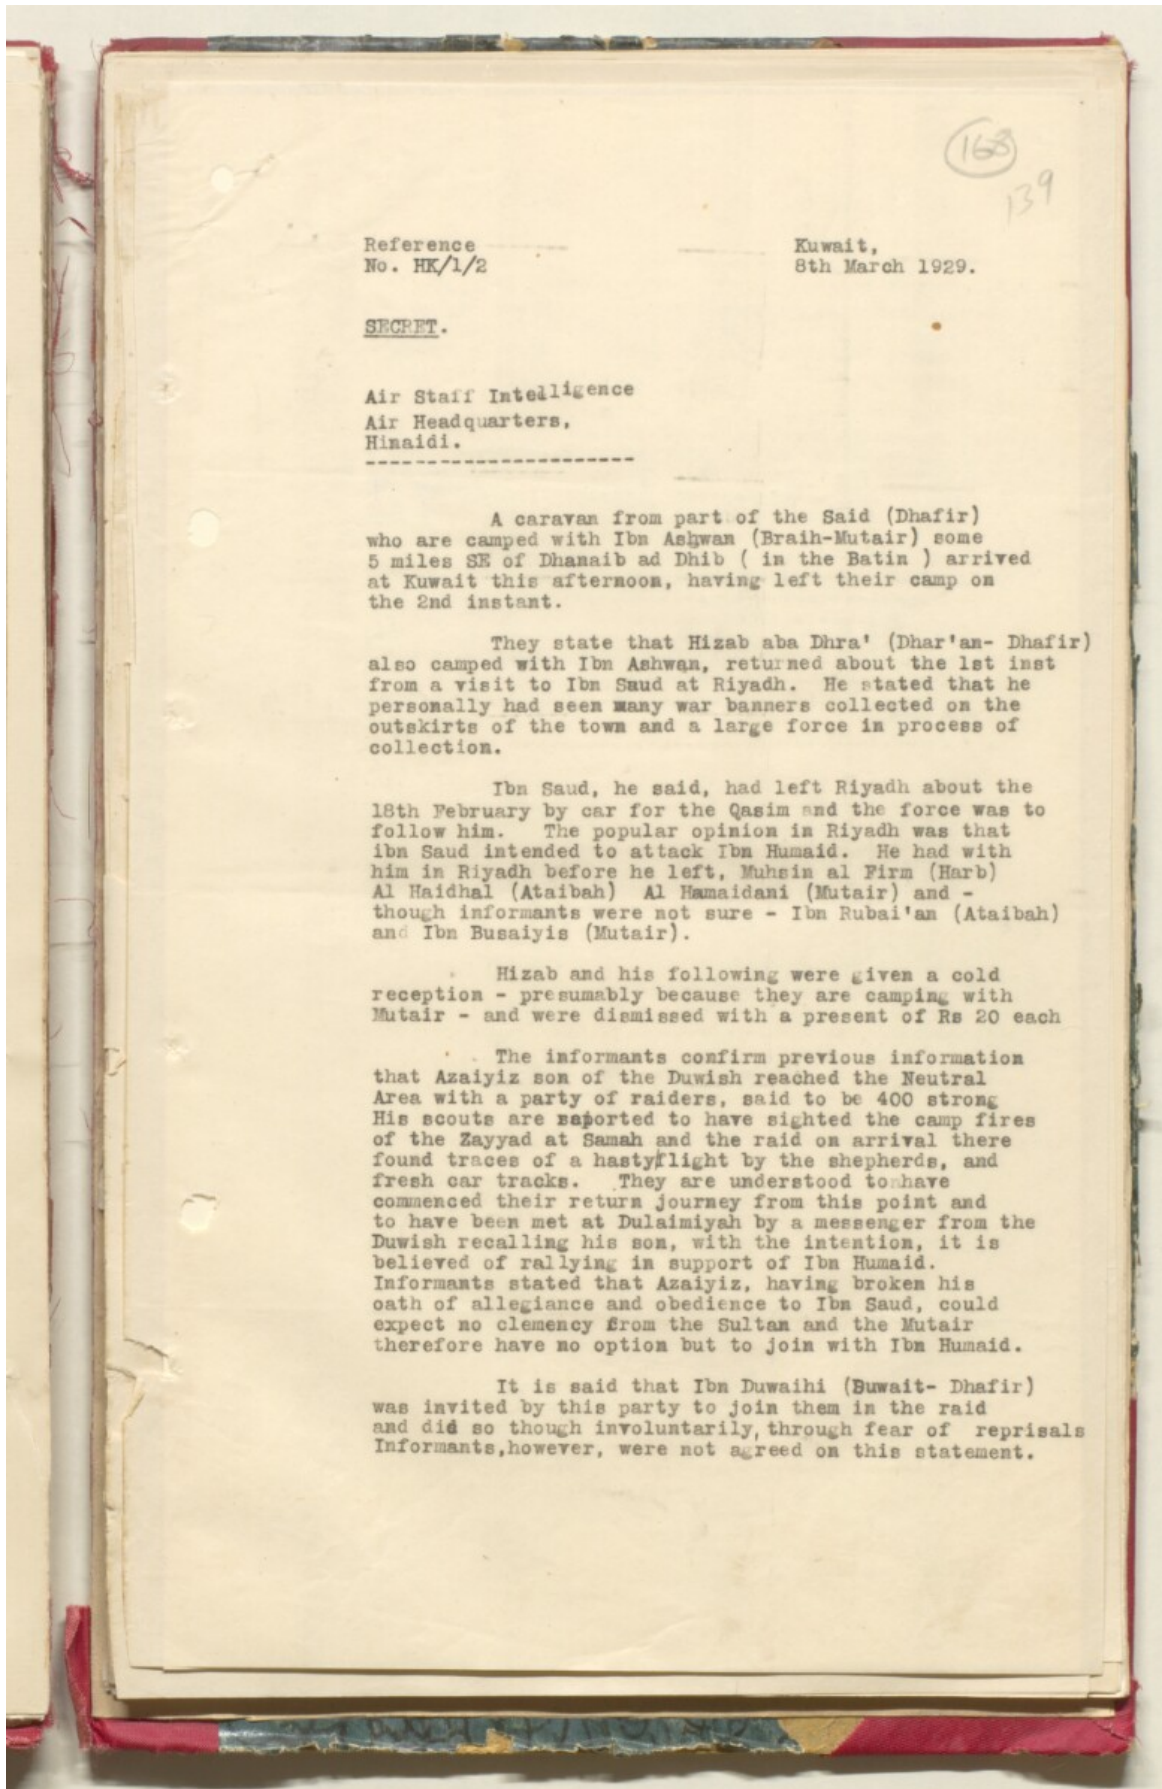 168
139
Reference
No. HK/1/2
Kuwait,
8th March 1929.
SECRET.
Air Staff Intelligence
Air Headquarters,
Hinaidi.
----------------------
A caravan from part of the Said (Dhafir)
who are camped with Ibn Ashwan (Braih-Mutair) some
5 miles SE of Dhanaib ad Dhib ( in the Batin ) arrived
at Kuwait this afternoon, having left their camp on
the 2nd instant.
They state that Hizab aba Dhra' (Dhar'an- Dhafir)
also camped with Ibn Ashwan, returned about the 1st inst
from a visit to Ibn Saud at Riyadh. He stated that he
personally had seen many war banners collected on the
outskirts of the town and a large force in process of
collection.
Ibn Saud, he said, had left Riyadh about the
18th February by car for the Qasim and the force was to
follow him. The popular opinion in Riyadh was that
ibn Saud intended to attack Ibn Humaid. He had with
him in Riyadh before he left, Muhsin al Firm (Harb)
Al Haidhal (Ataibah) Al Hamaidani (Mutair) and -
though informants were not sure - Ibn Rubai'an (Ataibah)
and Ibn Busaiyis (Mutair).
Hizab and his following were given a cold
reception - presumably because they are camping with
Mutair - and were dismissed with a present of Rs 20 each
The informants confirm previous information
that Azaiyiz son of the Duwish reached the Neutral
Area with a party of raiders, said to be 400 strong
His scouts are reported to have sighted the camp fires
of the Zayyad at Samah and the raid on arrival there
found traces of a hasty/flight by the shepherds, and
fresh car tracks. They are understood to have
commenced their return journey from this point and
to have been met at Dulaimiyah by a messenger from the
Duwish recalling his son, with the intention, it is
believed of rallying in support of Ibn Humaid.
Informants stated that Azaiyiz, having broken his
oath of allegiance and obedience to Ibn Saud, could
expect no clemency from the Sultan and the Mutair
therefore have no option but to join with Ibn Humaid.
It is said that Ibn Duwaihi (Buwait- Dhafir)
was invited by this party to join them in the raid
and did so though involuntarily, through fear of reprisals
Informants,however, were not agreed on this statement.